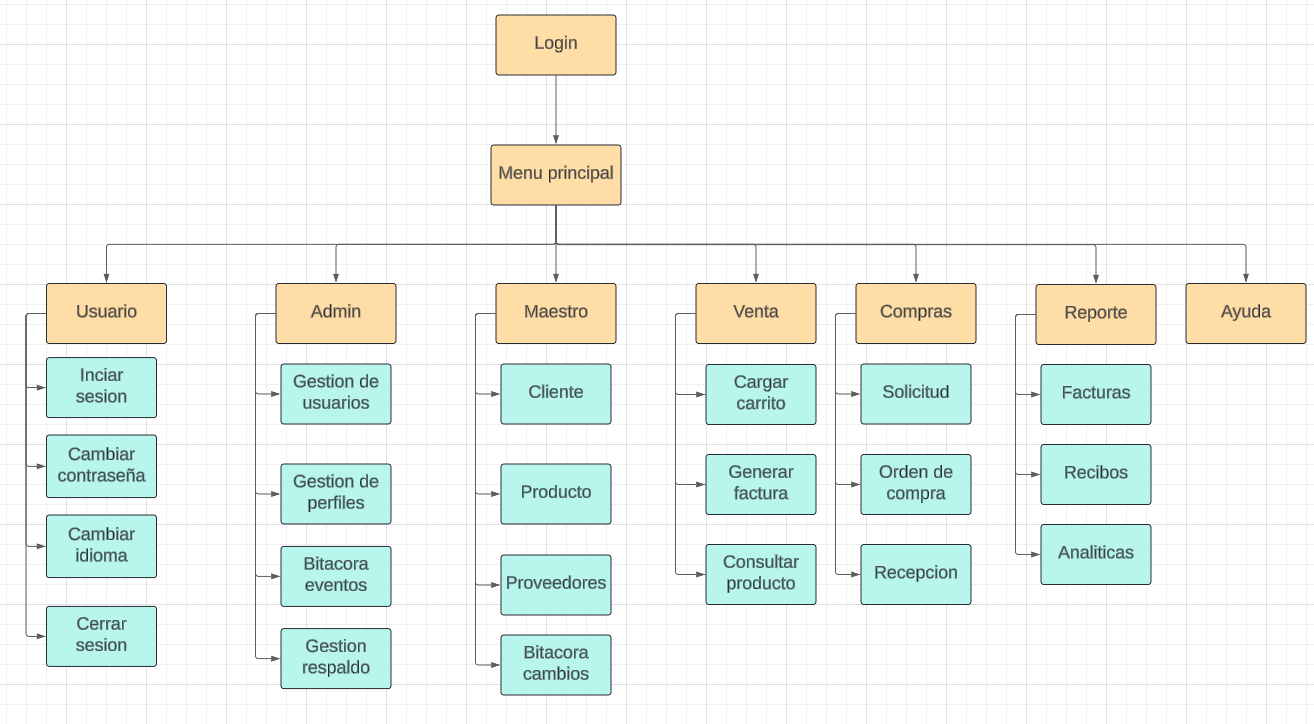 Login
Menu principal
Usuario
Admin
Maestro
Venta
Compras
Reporte
Ayuda
Inciar
sesion
Cambiar
contraseña
Cambiar
idioma
Cerrar
sesion
Gestion de
usuarios
Gestion de
perfiles
Bitacora
eventos
Gestion
respaldo
Cliente
Producto
Proveedores
Bitacora
cambios
Cargar
carrito
Generar
factura
Consultar
producto
Solicitud
Orden de
compra
Recepcion
Facturas
Recibos
Analiticas